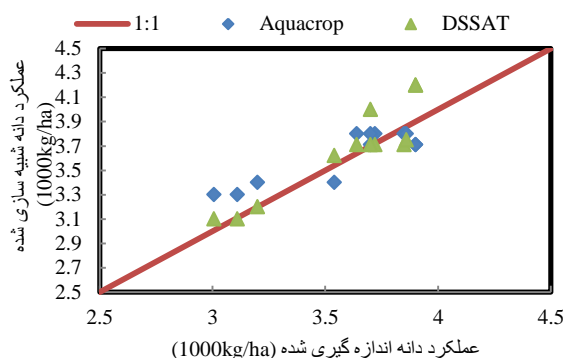 1:1 Aquacrop DSSAT
عملکرد دانه شبیه سازی شده
(1000kg/ha)
4.5
4.3
4.1
3.9
3.7
3.5
3.3
3.1
2.9
2.7
2.5
2.5 3 3.5 4 4.5
عملکرد دانه اندازه گیری شده (1000kg/ha)